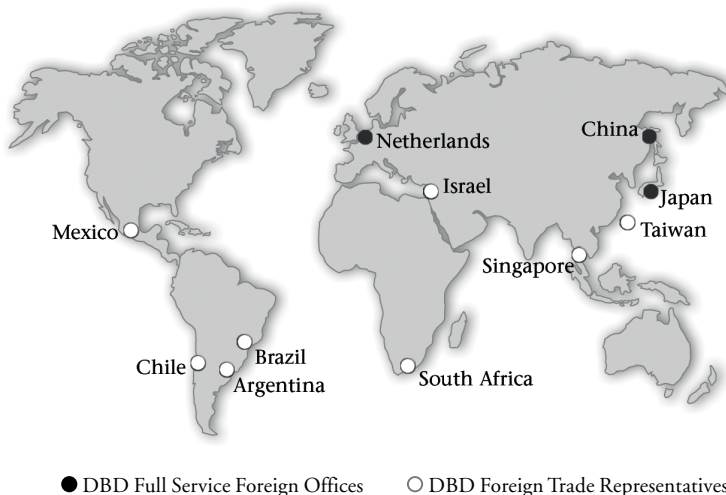 China
Netherlands
Israel
Japan
Mexico
Taiwan
Singapore
Brazil
Chile
South Africa
Argentina
DBD Full Service Foreign Offices
DBD Foreign Trade Representatives